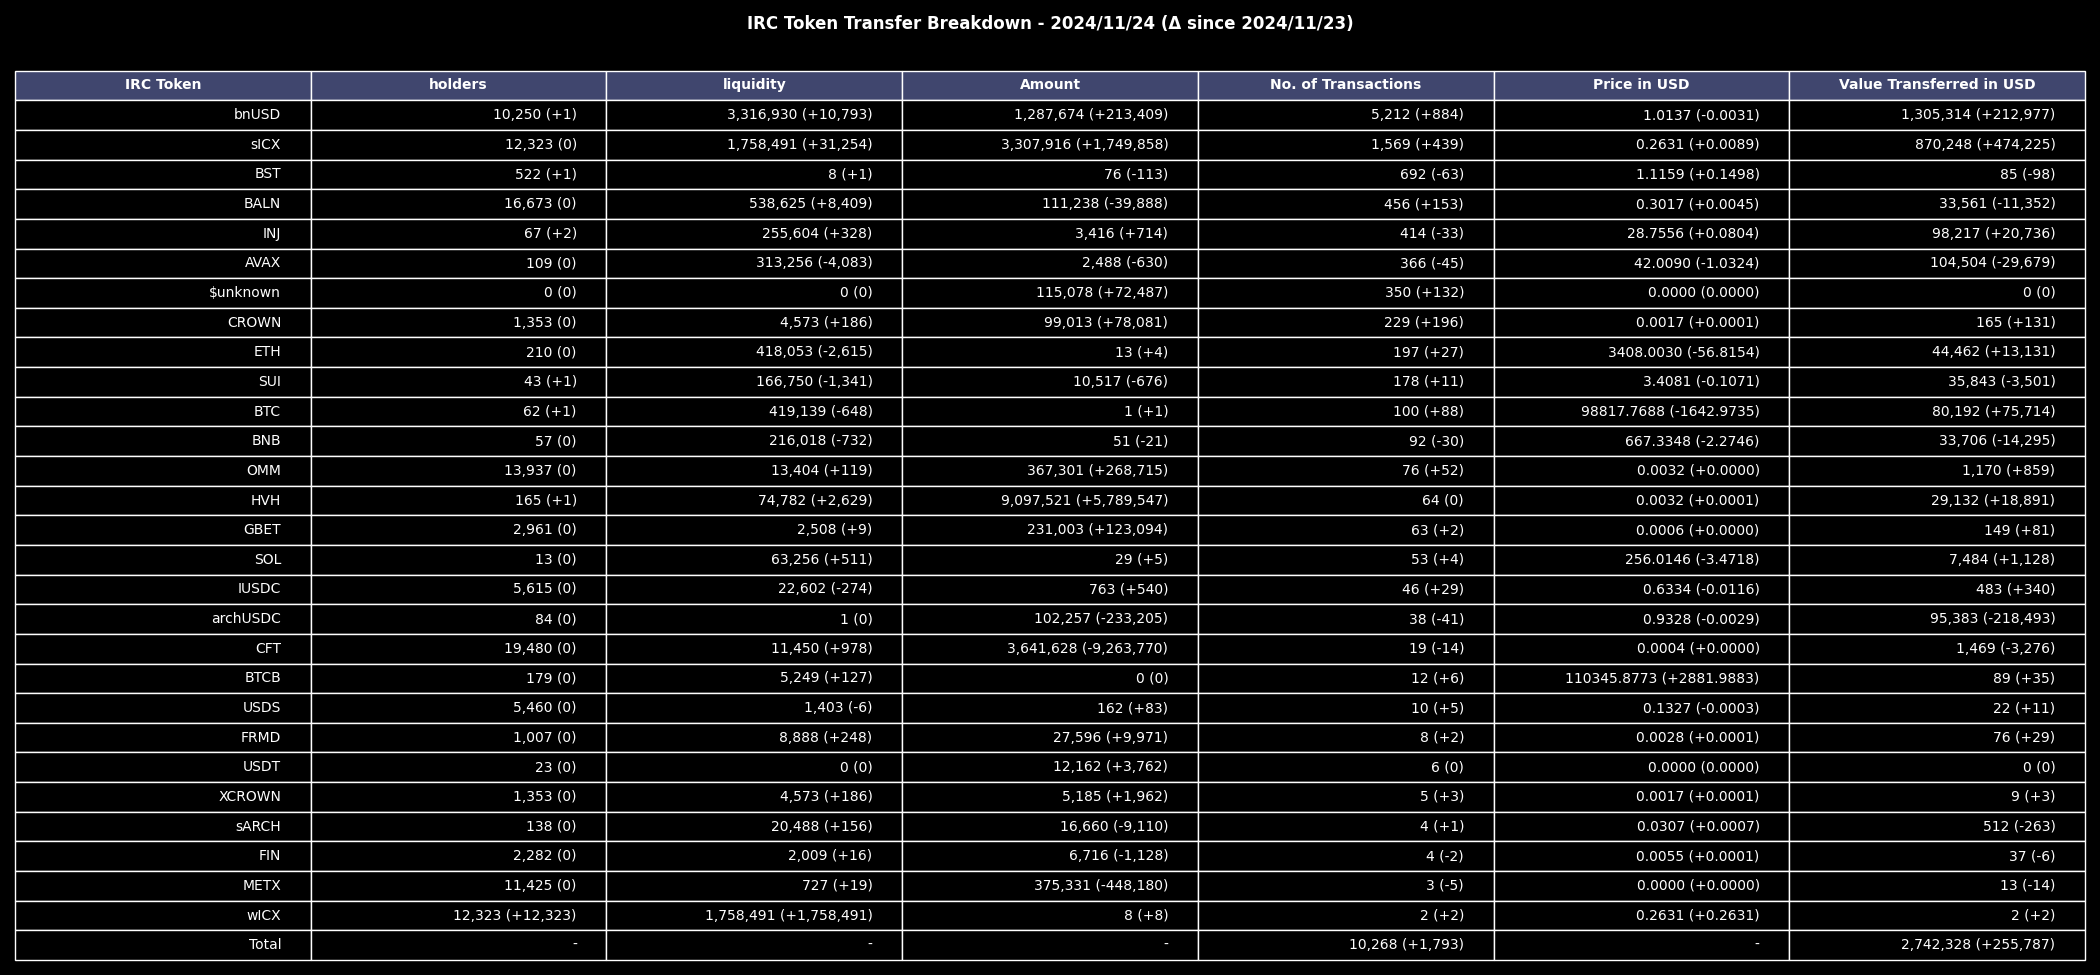 IRC Token Transfer Breakdown - 2024/11/24 (Δ since 2024/11/23)
IRC Token holders liquidity Amount No. of Transactions Price in USD Value Transferred in USD
bnUSD 10,250 (+1) 3,316,930 (+10,793) 1,287,674 (+213,409) 5,212 (+884) 1.0137 (-0.0031) 1,305,314 (+212,977)
sICX 12,323 (0) 1,758,491 (+31,254) 3,307,916 (+1,749,858) 1,569 (+439) 0.2631 (+0.0089) 870,248 (+474,225)
BST 522 (+1) 8 (+1) 76 (-113) 692 (-63) 1.1159 (+0.1498) 85 (-98)
BALN 16,673 (0) 538,625 (+8,409) 111,238 (-39,888) 456 (+153) 0.3017 (+0.0045) 33,561 (-11,352)
INJ 67 (+2) 255,604 (+328) 3,416 (+714) 414 (-33) 28.7556 (+0.0804) 98,217 (+20,736)
AVAX 109 (0) 313,256 (-4,083) 2,488 (-630) 366 (-45) 42.0090 (-1.0324) 104,504 (-29,679)
$unknown 0 (0) 0 (0) 115,078 (+72,487) 350 (+132) 0.0000 (0.0000) 0 (0)
CROWN 1,353 (0) 4,573 (+186) 99,013 (+78,081) 229 (+196) 0.0017 (+0.0001) 165 (+131)
ETH 210 (0) 418,053 (-2,615) 13 (+4) 197 (+27) 3408.0030 (-56.8154) 44,462 (+13,131)
SUI 43 (+1) 166,750 (-1,341) 10,517 (-676) 178 (+11) 3.4081 (-0.1071) 35,843 (-3,501)
BTC 62 (+1) 419,139 (-648) 1 (+1) 100 (+88) 98817.7688 (-1642.9735) 80,192 (+75,714)
BNB 57 (0) 216,018 (-732) 51 (-21) 92 (-30) 667.3348 (-2.2746) 33,706 (-14,295)
OMM 13,937 (0) 13,404 (+119) 367,301 (+268,715) 76 (+52) 0.0032 (+0.0000) 1,170 (+859)
HVH 165 (+1) 74,782 (+2,629) 9,097,521 (+5,789,547) 64 (0) 0.0032 (+0.0001) 29,132 (+18,891)
GBET 2,961 (0) 2,508 (+9) 231,003 (+123,094) 63 (+2) 0.0006 (+0.0000) 149 (+81)
SOL 13 (0) 63,256 (+511) 29 (+5) 53 (+4) 256.0146 (-3.4718) 7,484 (+1,128)
IUSDC 5,615 (0) 22,602 (-274) 763 (+540) 46 (+29) 0.6334 (-0.0116) 483 (+340)
archUSDC 84 (0) 1 (0) 102,257 (-233,205) 38 (-41) 0.9328 (-0.0029) 95,383 (-218,493)
CFT 19,480 (0) 11,450 (+978) 3,641,628 (-9,263,770) 19 (-14) 0.0004 (+0.0000) 1,469 (-3,276)
BTCB 179 (0) 5,249 (+127) 0 (0) 12 (+6) 110345.8773 (+2881.9883) 89 (+35)
USDS 5,460 (0) 1,403 (-6) 162 (+83) 10 (+5) 0.1327 (-0.0003) 22 (+11)
FRMD 1,007 (0) 8,888 (+248) 27,596 (+9,971) 8 (+2) 0.0028 (+0.0001) 76 (+29)
USDT 23 (0) 0 (0) 12,162 (+3,762) 6 (0) 0.0000 (0.0000) 0 (0)
XCROWN 1,353 (0) 4,573 (+186) 5,185 (+1,962) 5 (+3) 0.0017 (+0.0001) 9 (+3)
sARCH 138 (0) 20,488 (+156) 16,660 (-9,110) 4 (+1) 0.0307 (+0.0007) 512 (-263)
FIN 2,282 (0) 2,009 (+16) 6,716 (-1,128) 4 (-2) 0.0055 (+0.0001) 37 (-6)
METX 11,425 (0) 727 (+19) 375,331 (-448,180) 3 (-5) 0.0000 (+0.0000) 13 (-14)
wICX 12,323 (+12,323) 1,758,491 (+1,758,491) 8 (+8) 2 (+2) 0.2631 (+0.2631) 2 (+2)
Total - - - 10,268 (+1,793) - 2,742,328 (+255,787)